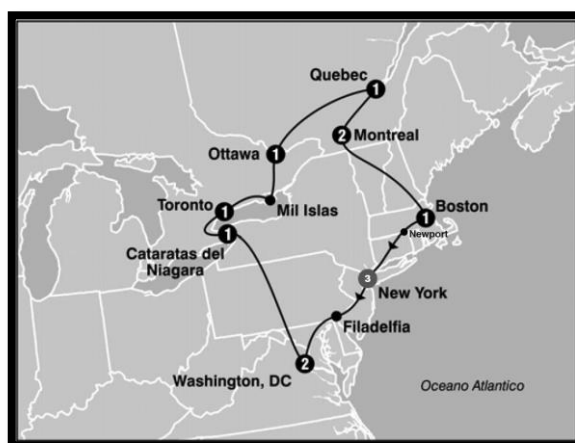 Quebec
1
2
Montreal
Ottawa
1
Toronto
1
Mil Islas
Boston
1
Newport
Cataratas del
Niagara
1
3
New York
Filadelfia
2
Washington, DC
Oceano Atlantico